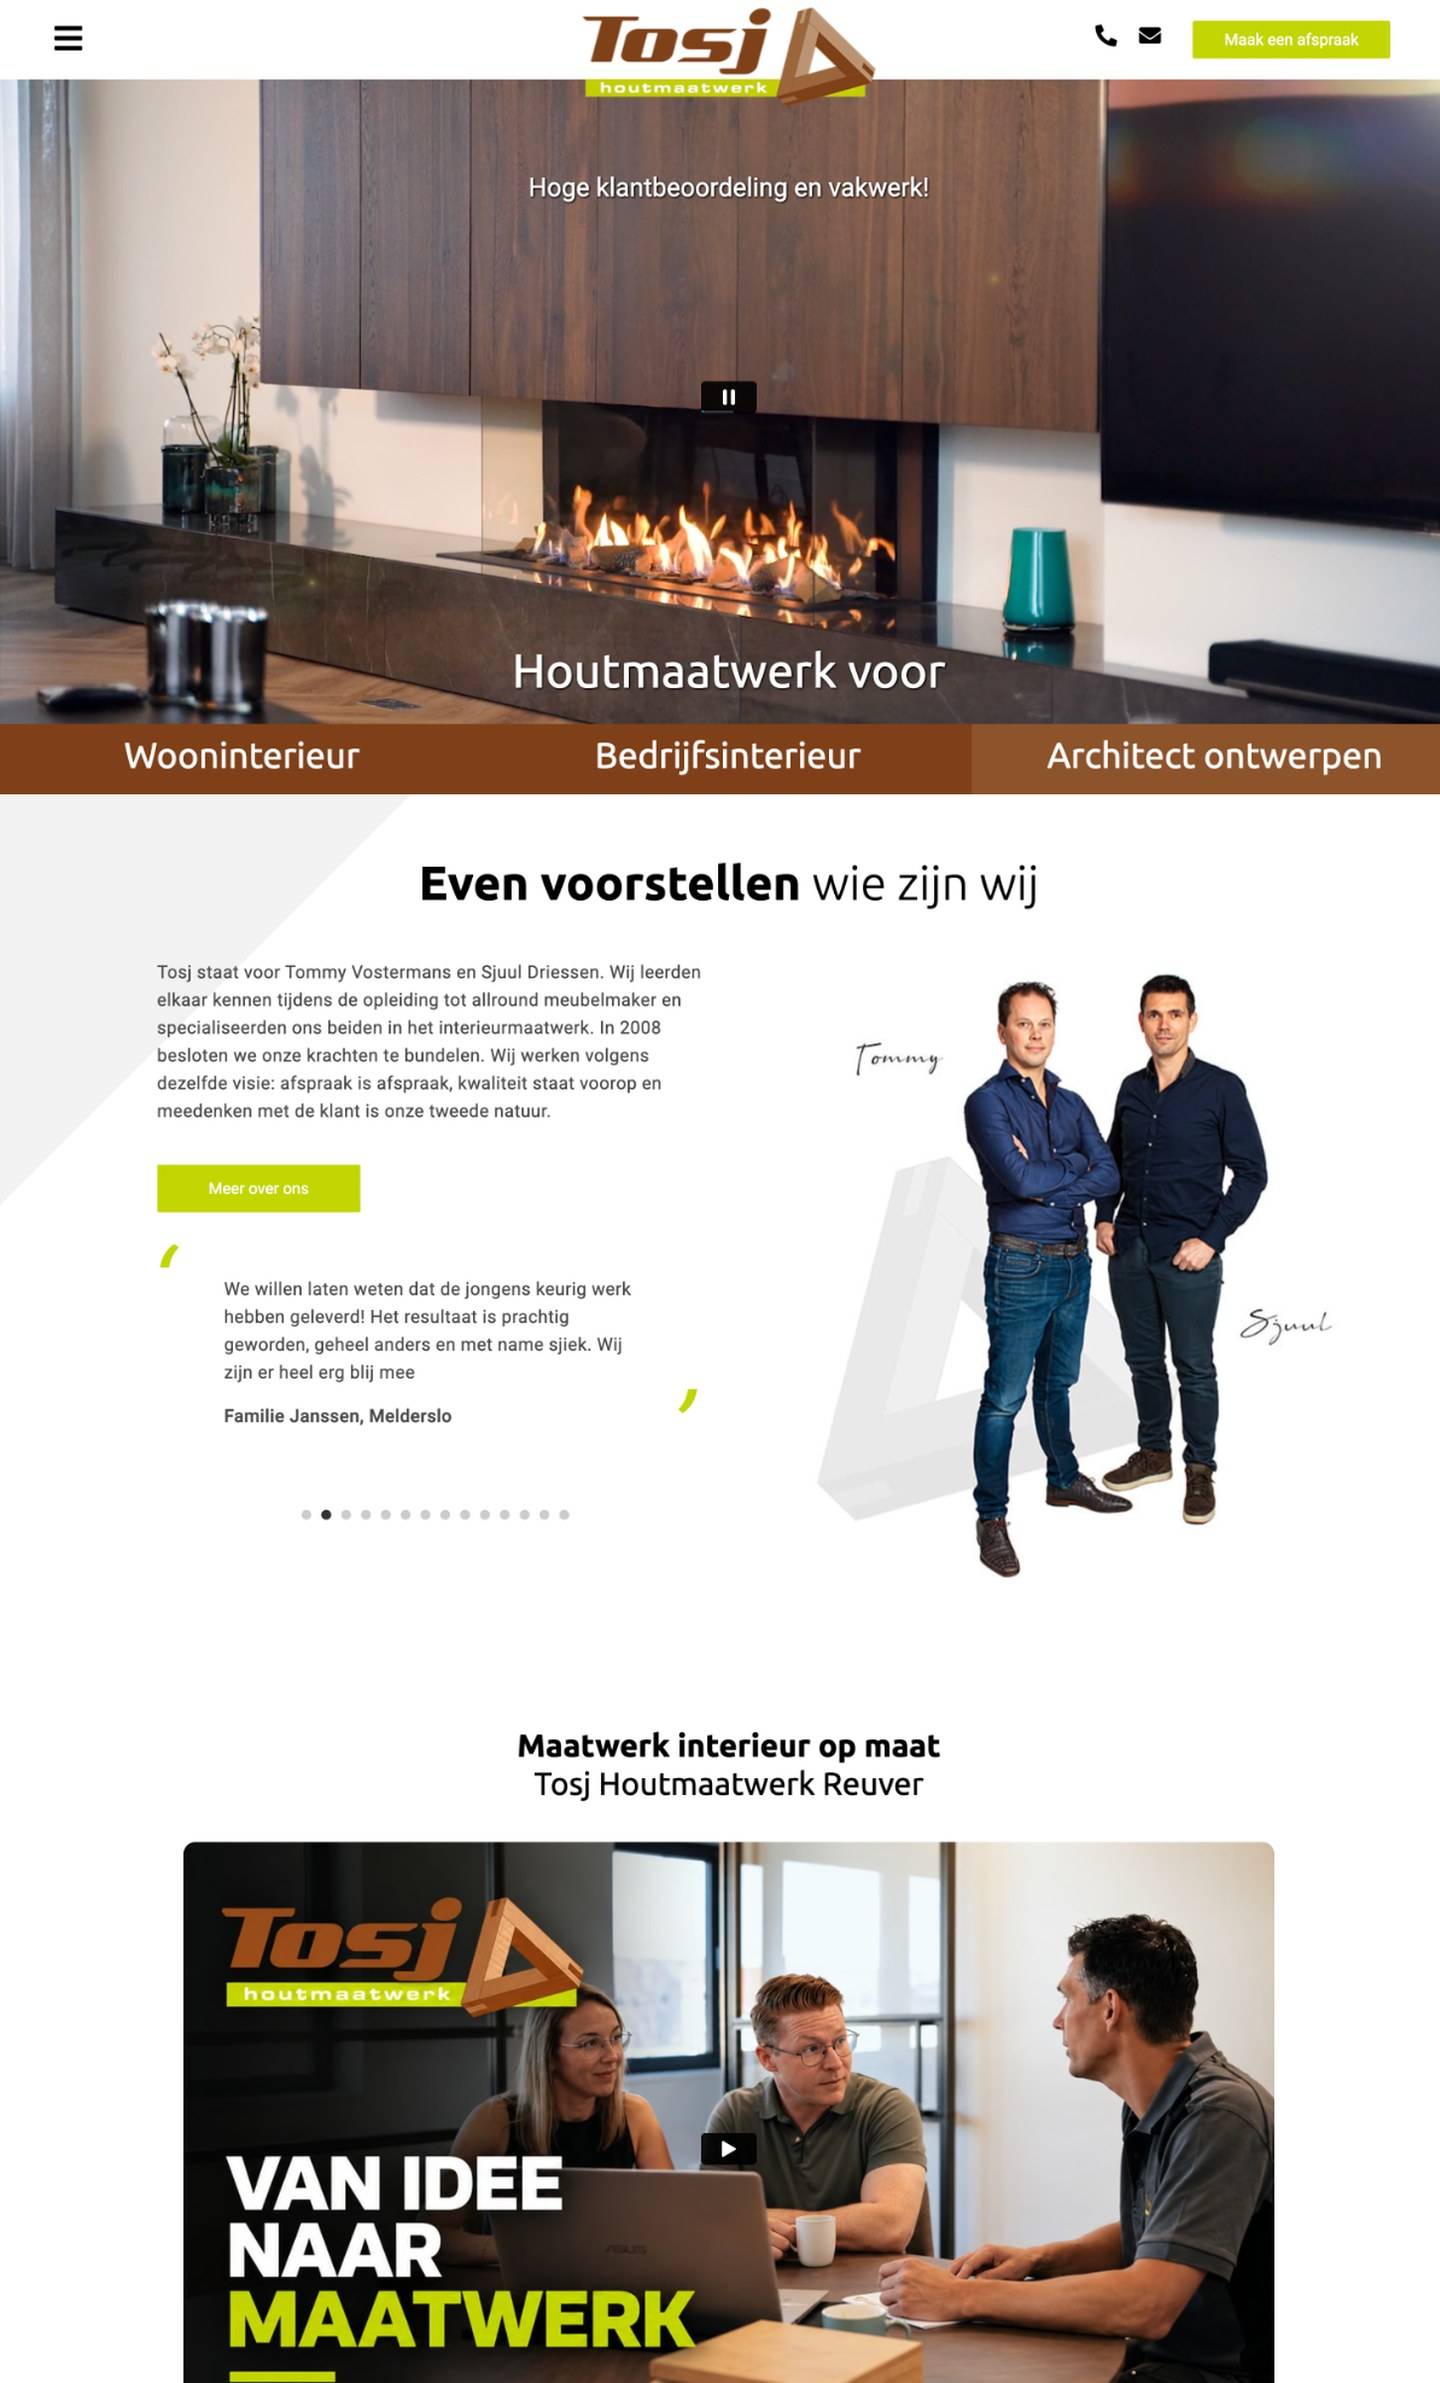 Tosj
houtmaatwerk
Maak een afspraak
Hoge klantbeoordeling en vakwerk!
Houtmaatwerk voor
Wooninterieur
Bedrijfsinterieur
Architect ontwerpen
Even voorstellen wie zijn wij
Tosj staat voor Tommy Vostermans en Sjuul Driessen. Wij leerden
elkaar kennen tijdens de opleiding tot allround meubelmaker en
specialiseerden ons beiden in het interieurmaatwerk. In 2008
besloten we onze krachten te bundelen. Wij werken volgens
dezelfde visie: afspraak is afspraak, kwaliteit staat voorop en
meedenken met de klant is onze tweede natuur.
Meer over ons
‘
We willen laten weten dat de jongens keurig werk
hebben geleverd! Het resultaat is prachtig
geworden, geheel anders en met name sjiek. Wij
zijn er heel erg blij mee
’
Familie Janssen, Melderslo
Tommy
Sjuul
Maatwerk interieur op maat
Tosj Houtmaatwerk Reuver
Tosj
houtmaatwerk
VAN IDEE
NAAR
MAATWERK
ASUS